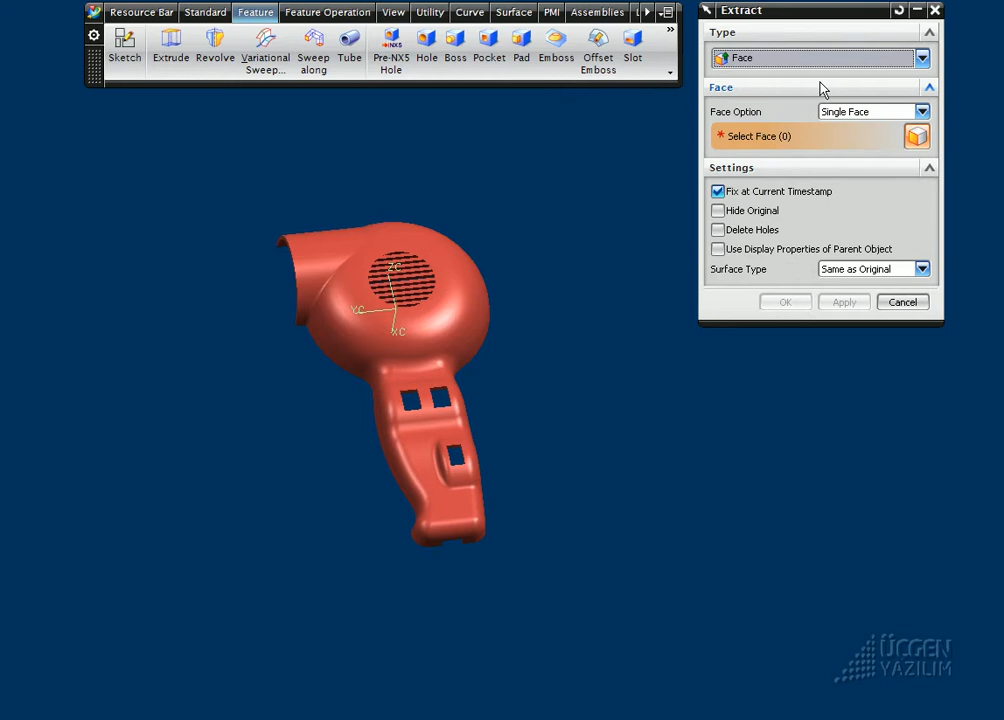 Resource Bar Standard Feature Feature Operation View Utility Curve Surface PMI Assemblies
Sketch Extrude Revolve Variational Sweep... Sweep along Tube Pre-NX5 Hole Hole Boss Pocket Pad Emboss Offset Emboss Slot
ZC
YC
XC
Extract
Type
Face
Face
Face Option Single Face
* Select Face (0)
Settings
Fix at Current Timestamp
Hide Original
Delete Holes
Use Display Properties of Parent Object
Surface Type Same as Original
OK Apply Cancel
ÜÇGEN
YAZILIM